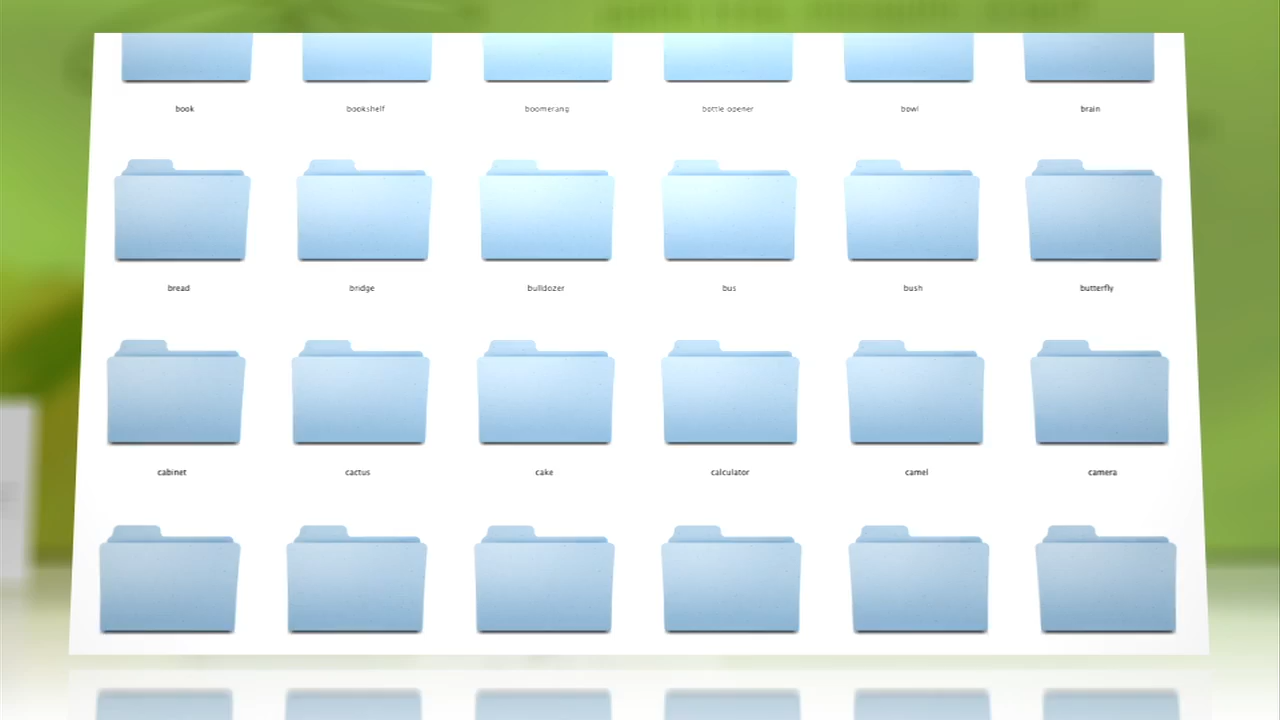 book bookshelf boomerang bottle opener bowl brain
bread bridge bulldozer bus bush butterfly
cabinet cactus cake calculator camel camera